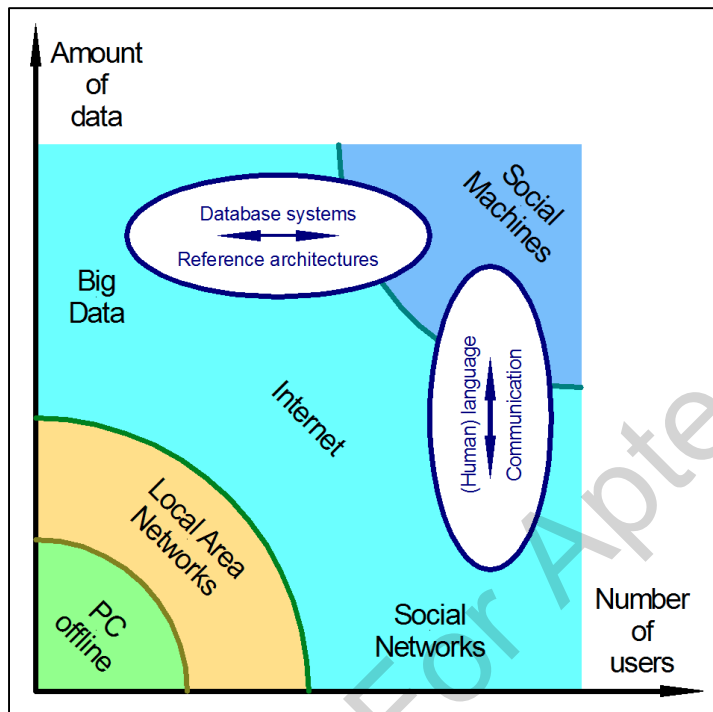 Amount
of
data
Social
Machines
Database systems
Reference architectures
Big
Data
Internet
(Human) language
Communication
Local Area
Networks
PC
offline
Social
Networks
Number
of
users
For Apte